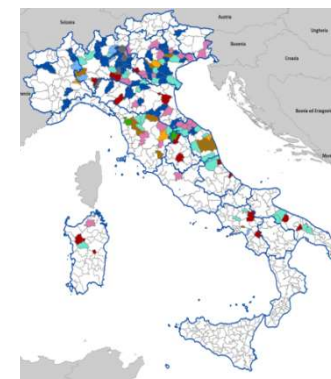 Svizzera
Austria
Ungheria
Slovenia
Croazia
Bosnia ed Erzegovina